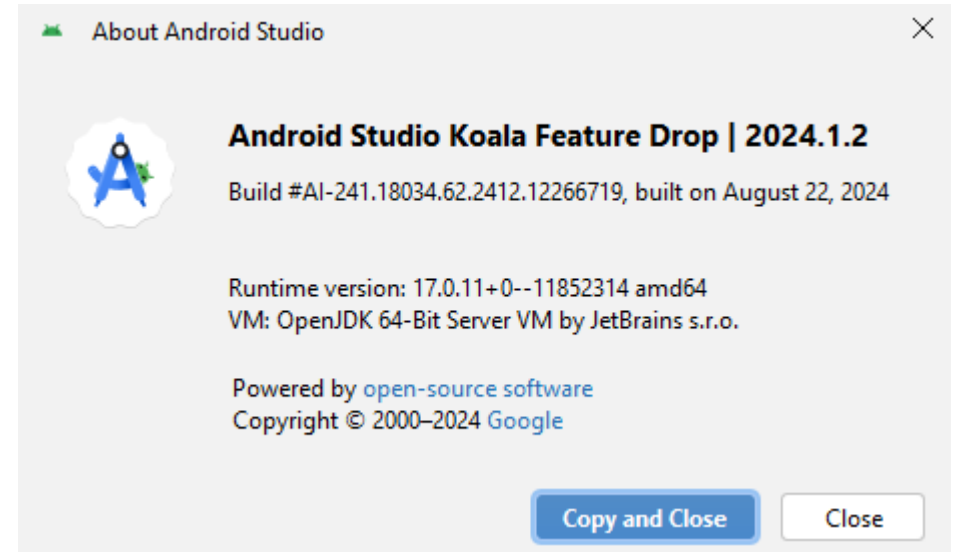 About Android Studio
Android Studio Koala Feature Drop | 2024.1.2
Build #AI-241.18034.62.2412.12266719, built on August 22, 2024
Runtime version: 17.0.11+0--11852314 amd64
VM: OpenJDK 64-Bit Server VM by JetBrains s.r.o.
Powered by open-source software
Copyright © 2000–2024 Google
Copy and Close
Close